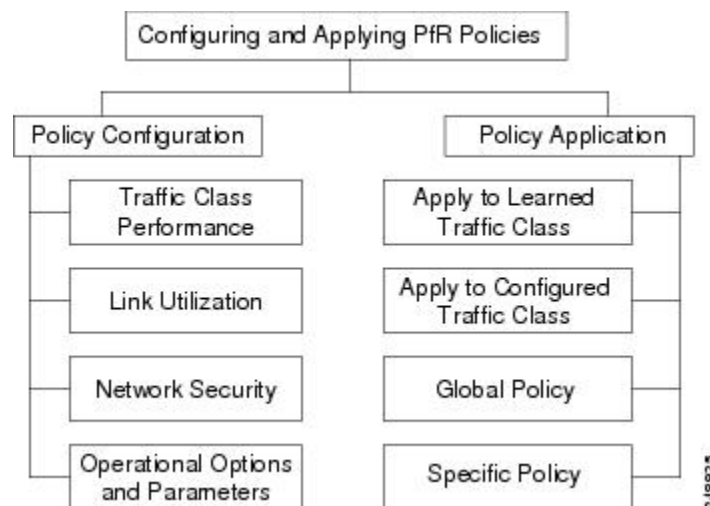 Configuring and Applying PfR Policies
Policy Configuration
Policy Application
Traffic Class
Performance
Apply to Learned
Traffic Class
Link Utilization
Apply to Configured
Traffic Class
Network Security
Global Policy
Operational Options
and Parameters
Specific Policy